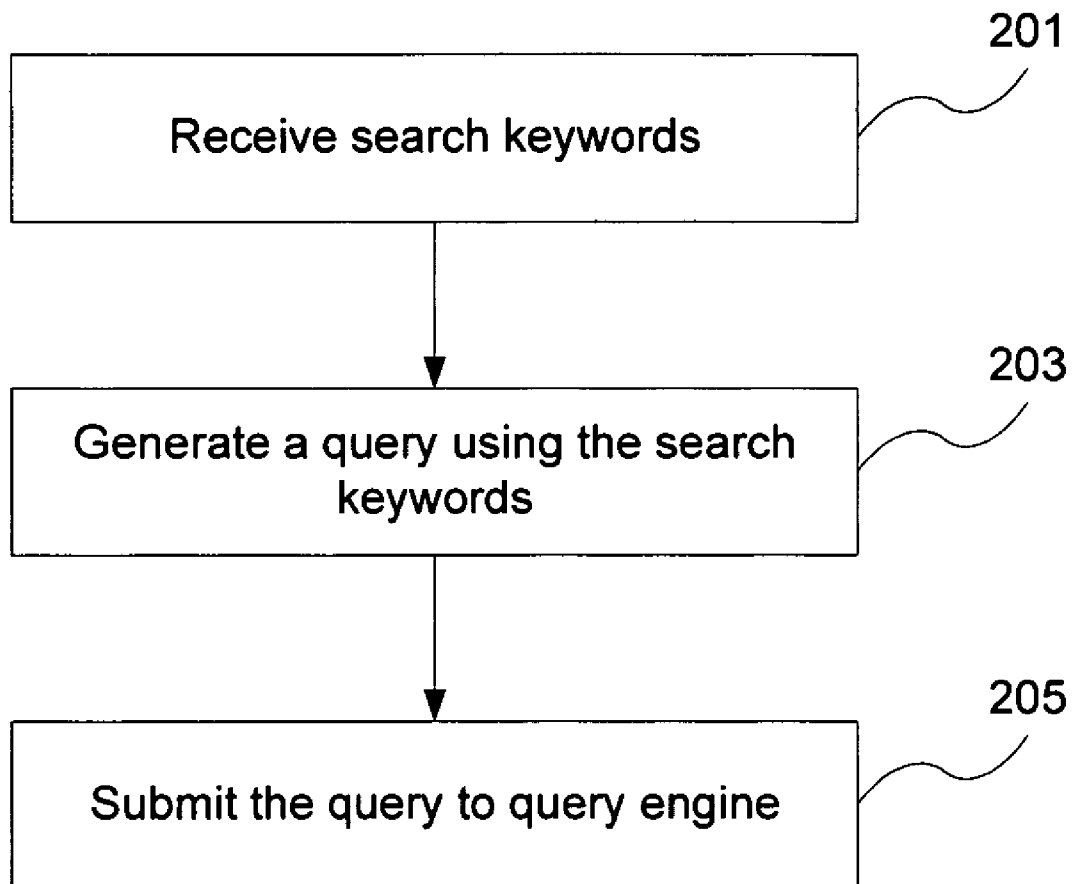 201
Receive search keywords
203
Generate a query using the search
keywords
205
Submit the query to query engine